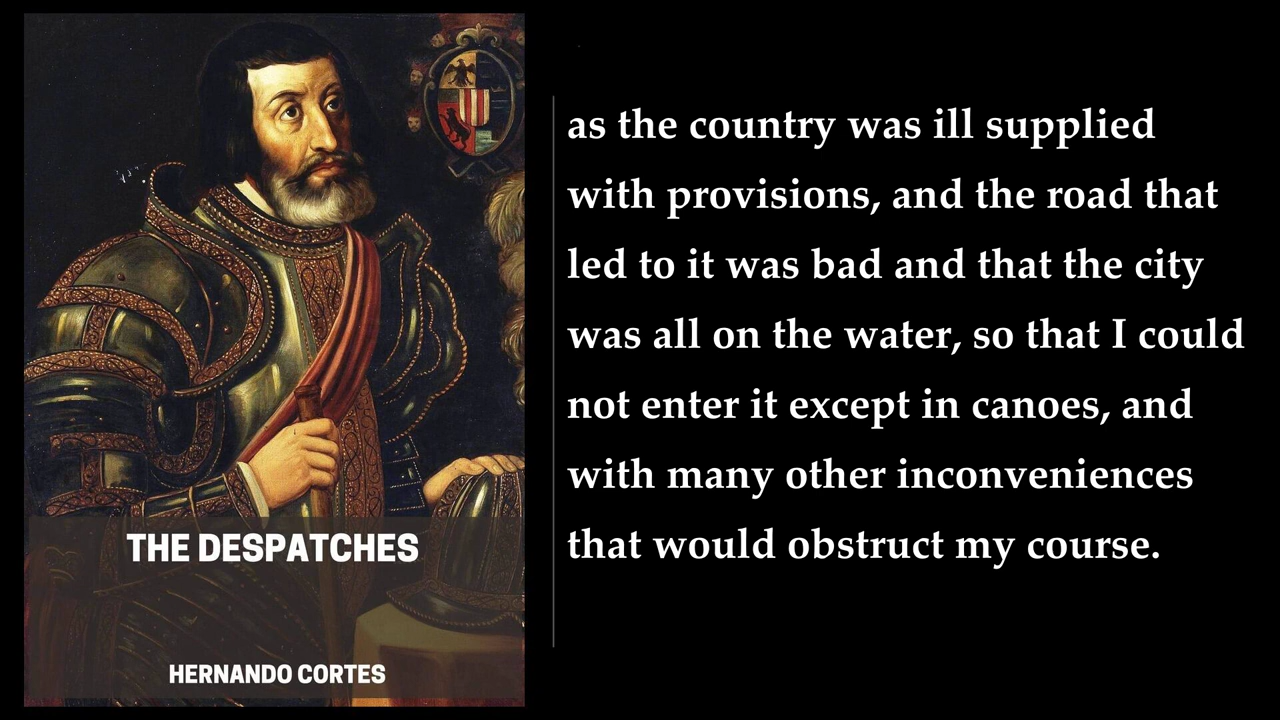 THE DESPATCHES
HERNANDO CORTES
as the country was ill supplied
with provisions, and the road that
led to it was bad and that the city
was all on the water, so that I could
not enter it except in canoes, and
with many other inconveniences
that would obstruct my course.